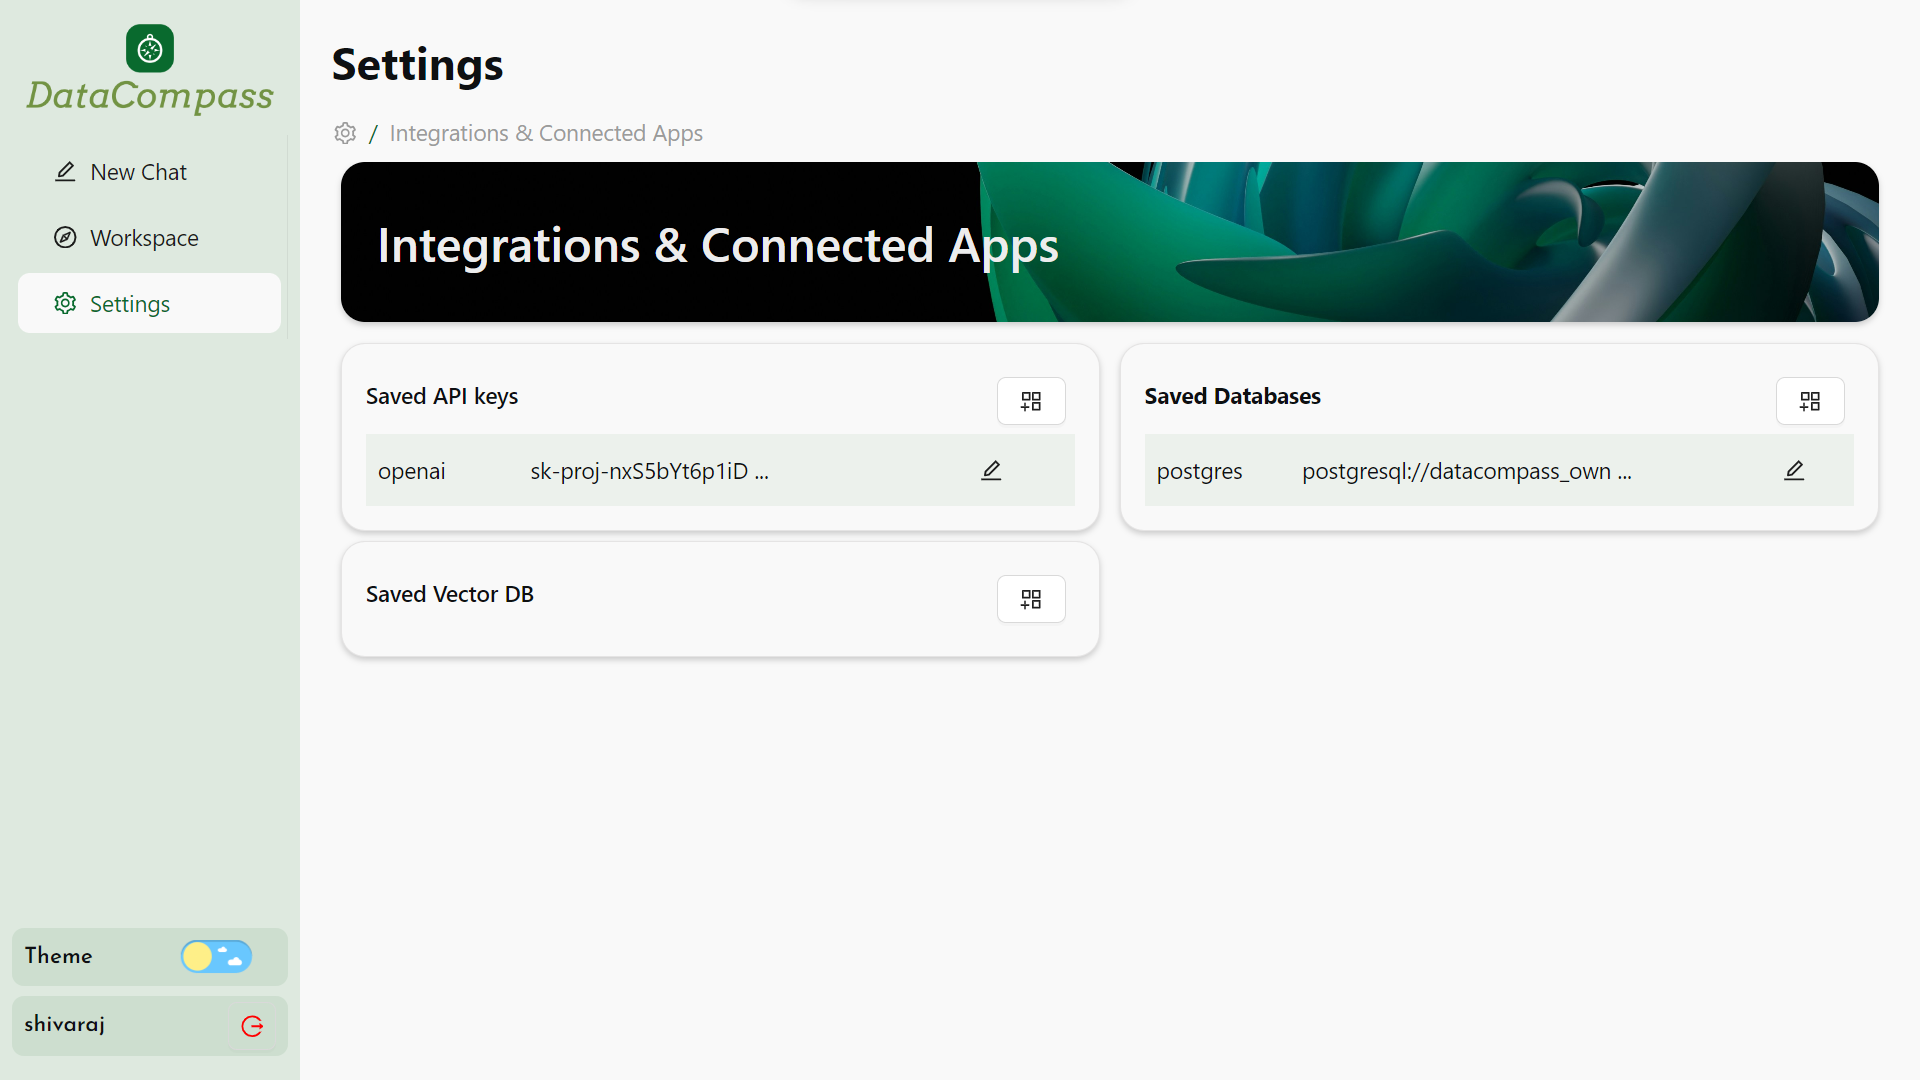 DataCompass
New Chat
Workspace
Settings
Theme
shivaraj
Settings
/ Integrations & Connected Apps
Integrations & Connected Apps
Saved API keys
openai sk-proj-nxS5bYt6p1iD ...
Saved Databases
postgres postgresql://datacompass_own ...
Saved Vector DB